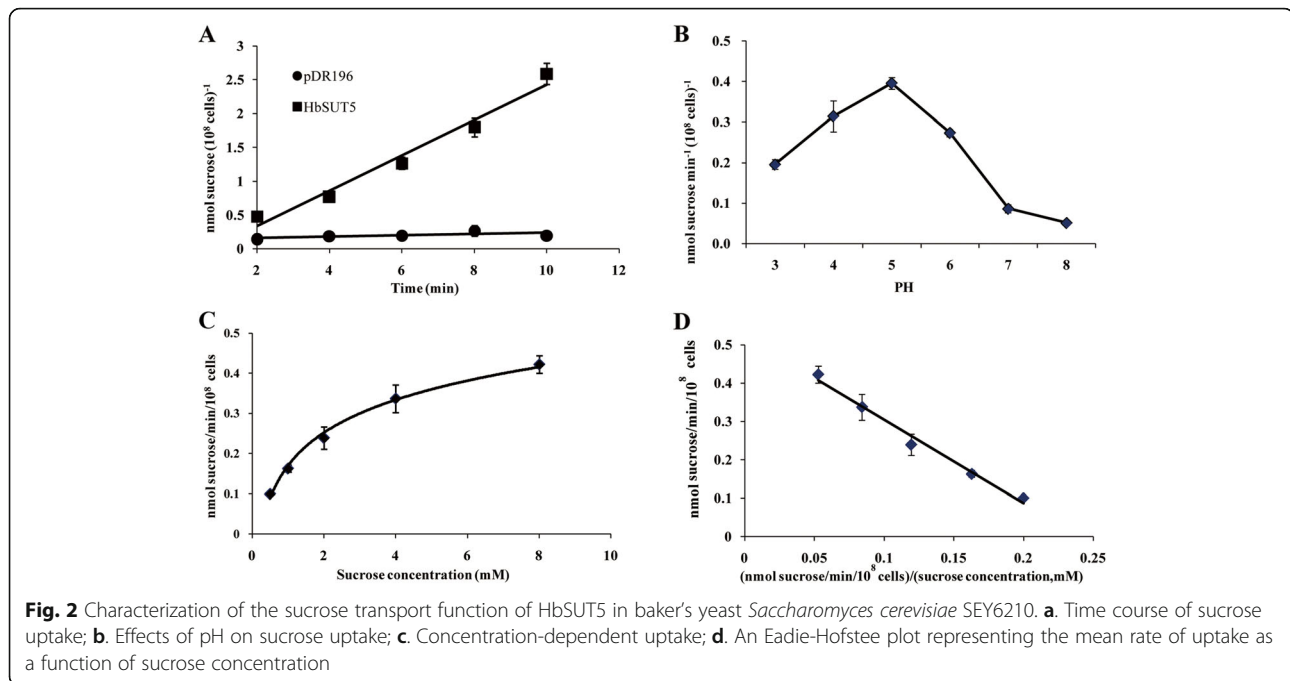 A
3
2.5
2
1.5
1
0.5
0
nmol sucrose (10⁸ cells)⁻¹
pDR196
HbSUT5
2 4 6 8 10 12
Time (min)
B
0.5
0.4
0.3
0.2
0.1
0.0
nmol sucrose min⁻¹ (10⁸ cells)⁻¹
3 4 5 6 7 8
PH
C
0.5
0.4
0.3
0.2
0.1
0
nmol sucrose/min/10⁸ cells
0 2 4 6 8 10
Sucrose concentration (mM)
D
0.5
0.4
0.3
0.2
0.1
0
nmol sucrose/min/10⁸ cells
0 0.05 0.1 0.15 0.2 0.25
(nmol sucrose/min/10⁸ cells)/(sucrose concentration,mM)
Fig. 2 Characterization of the sucrose transport function of HbSUT5 in baker's yeast Saccharomyces cerevisiae SEY6210. a. Time course of sucrose
uptake; b. Effects of pH on sucrose uptake; c. Concentration-dependent uptake; d. An Eadie-Hofstee plot representing the mean rate of uptake as
a function of sucrose concentration